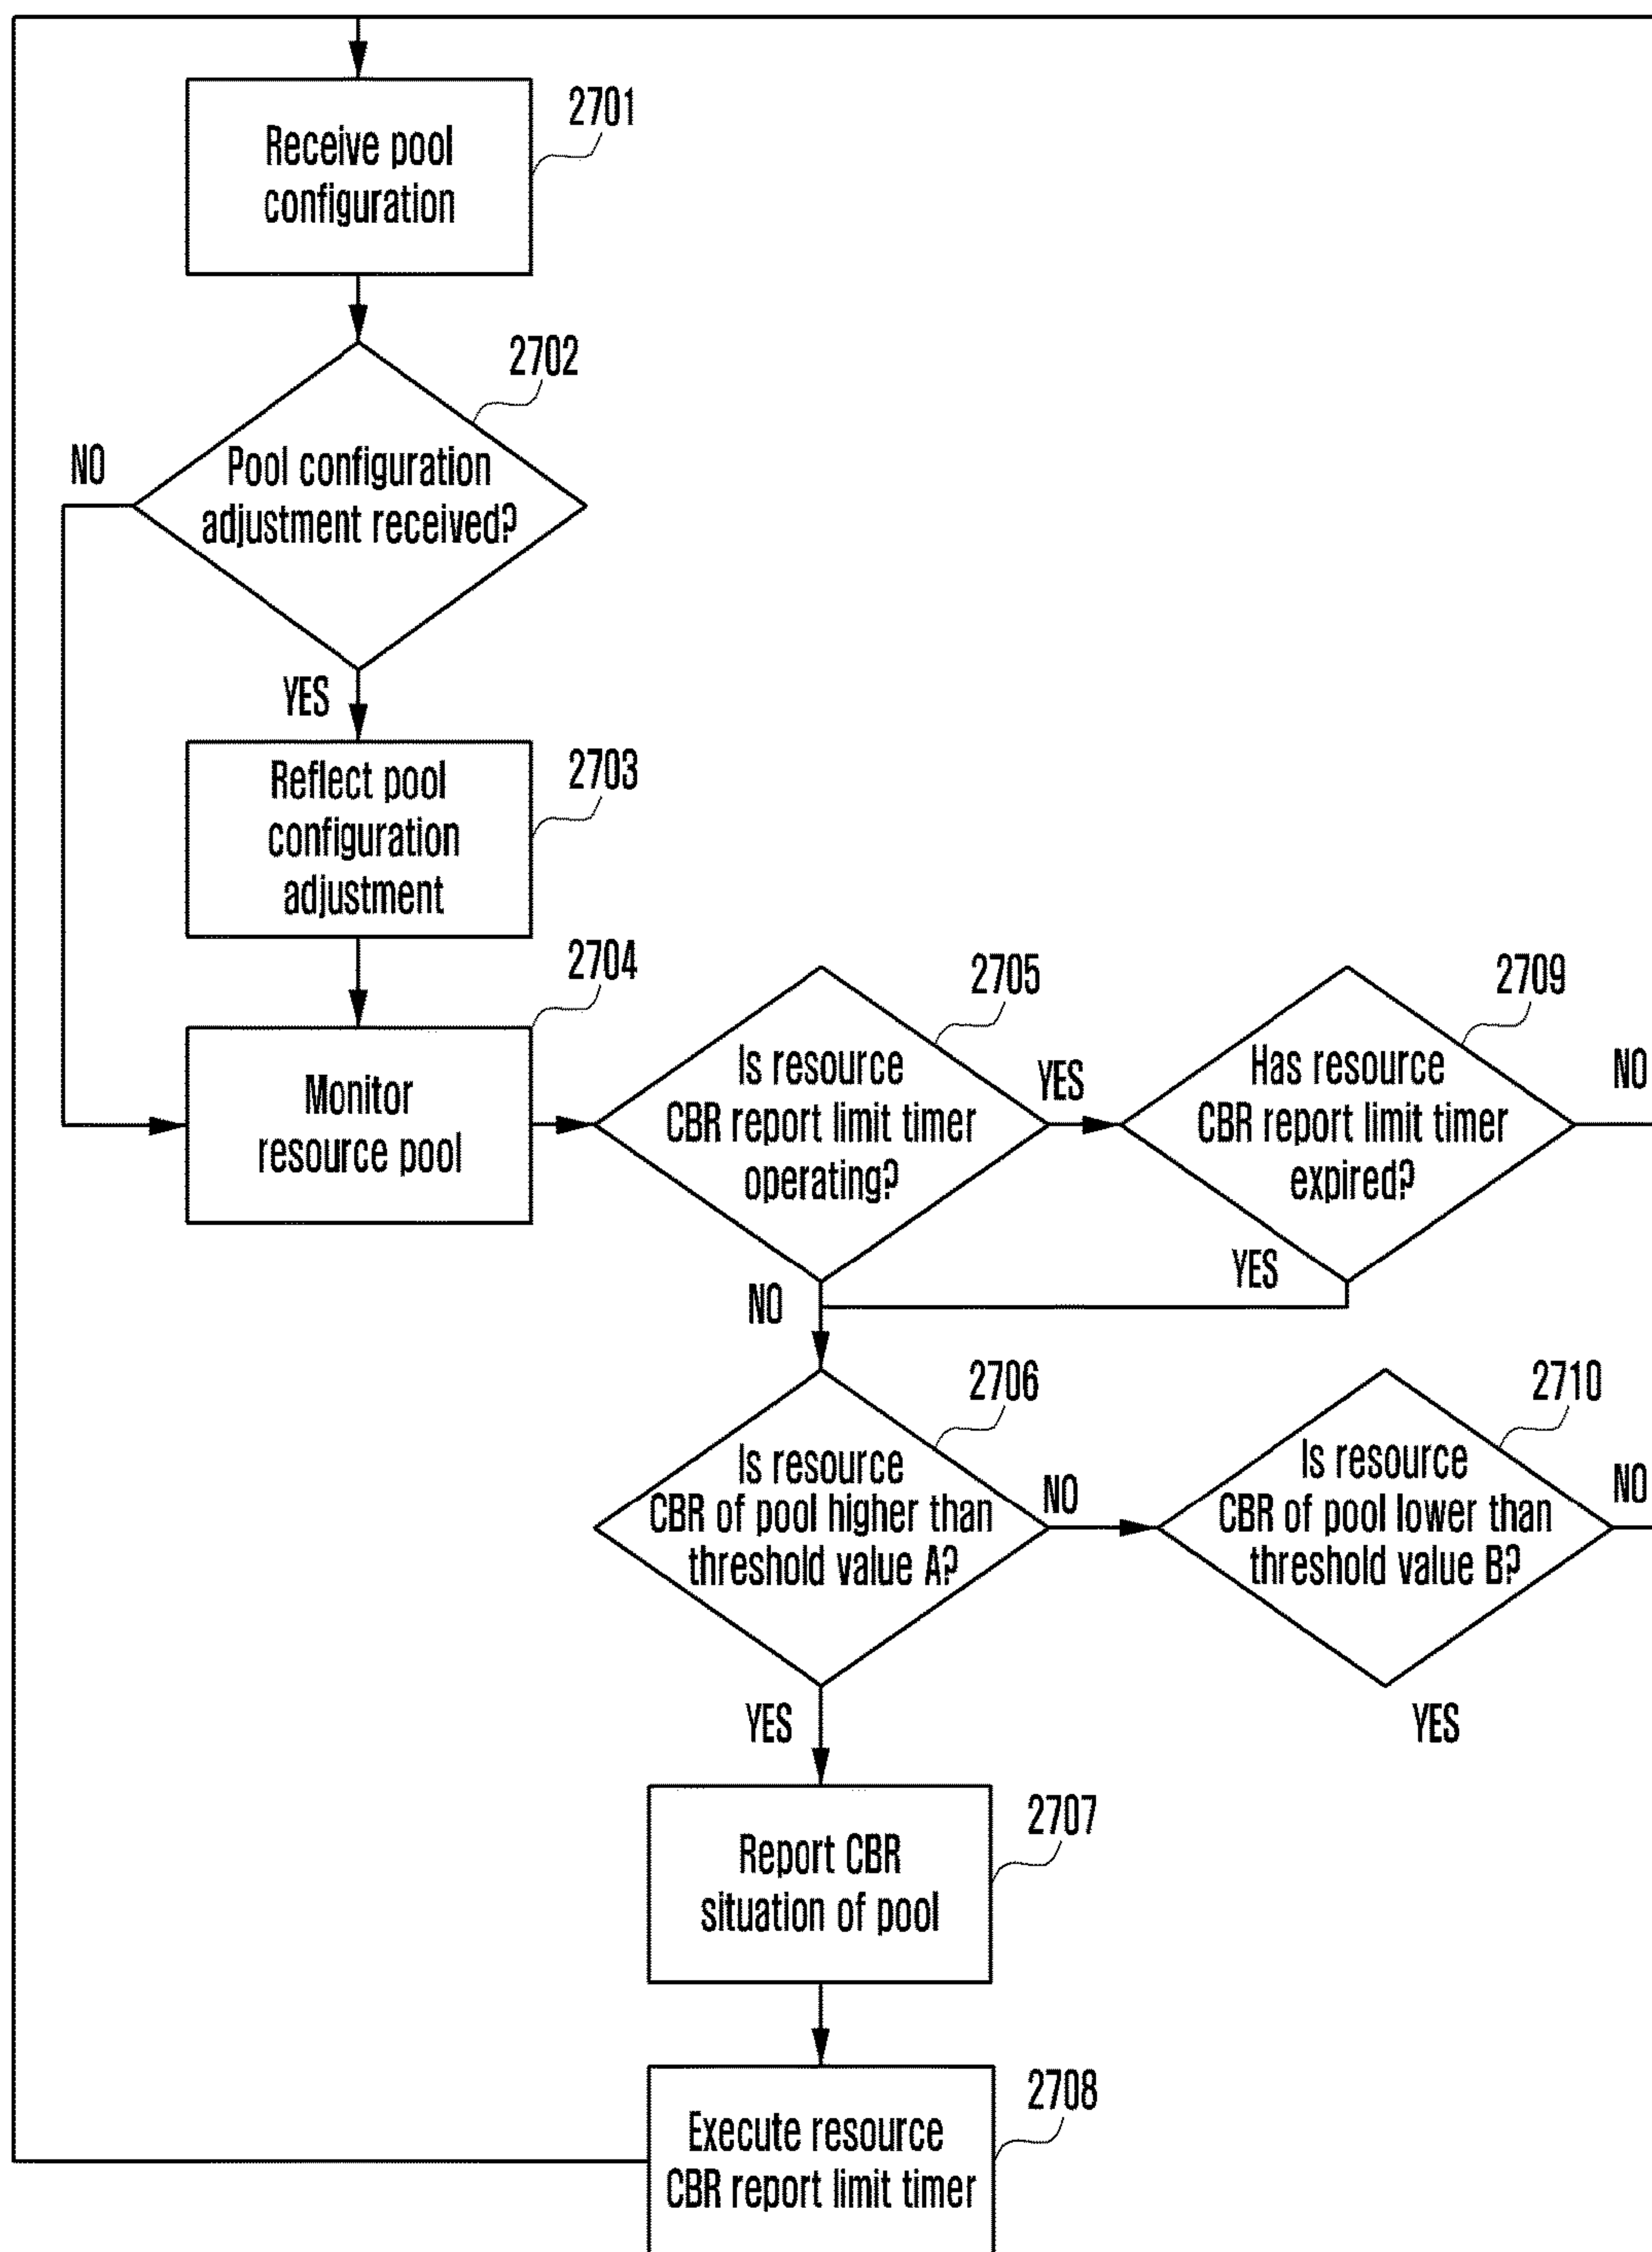 2701
Receive pool
configuration
2702
NO
Pool configuration
adjustment received?
YES
2703
Reflect pool
configuration
adjustment
2704
Monitor
resource pool
2705
Is resource
CBR report limit timer
operating?
YES
2709
Has resource
CBR report limit timer
expired?
NO
YES
NO
2706
Is resource
CBR of pool higher than
threshold value A?
NO
2710
Is resource
CBR of pool lower than
threshold value B?
NO
YES
YES
2707
Report CBR
situation of pool
2708
Execute resource
CBR report limit timer